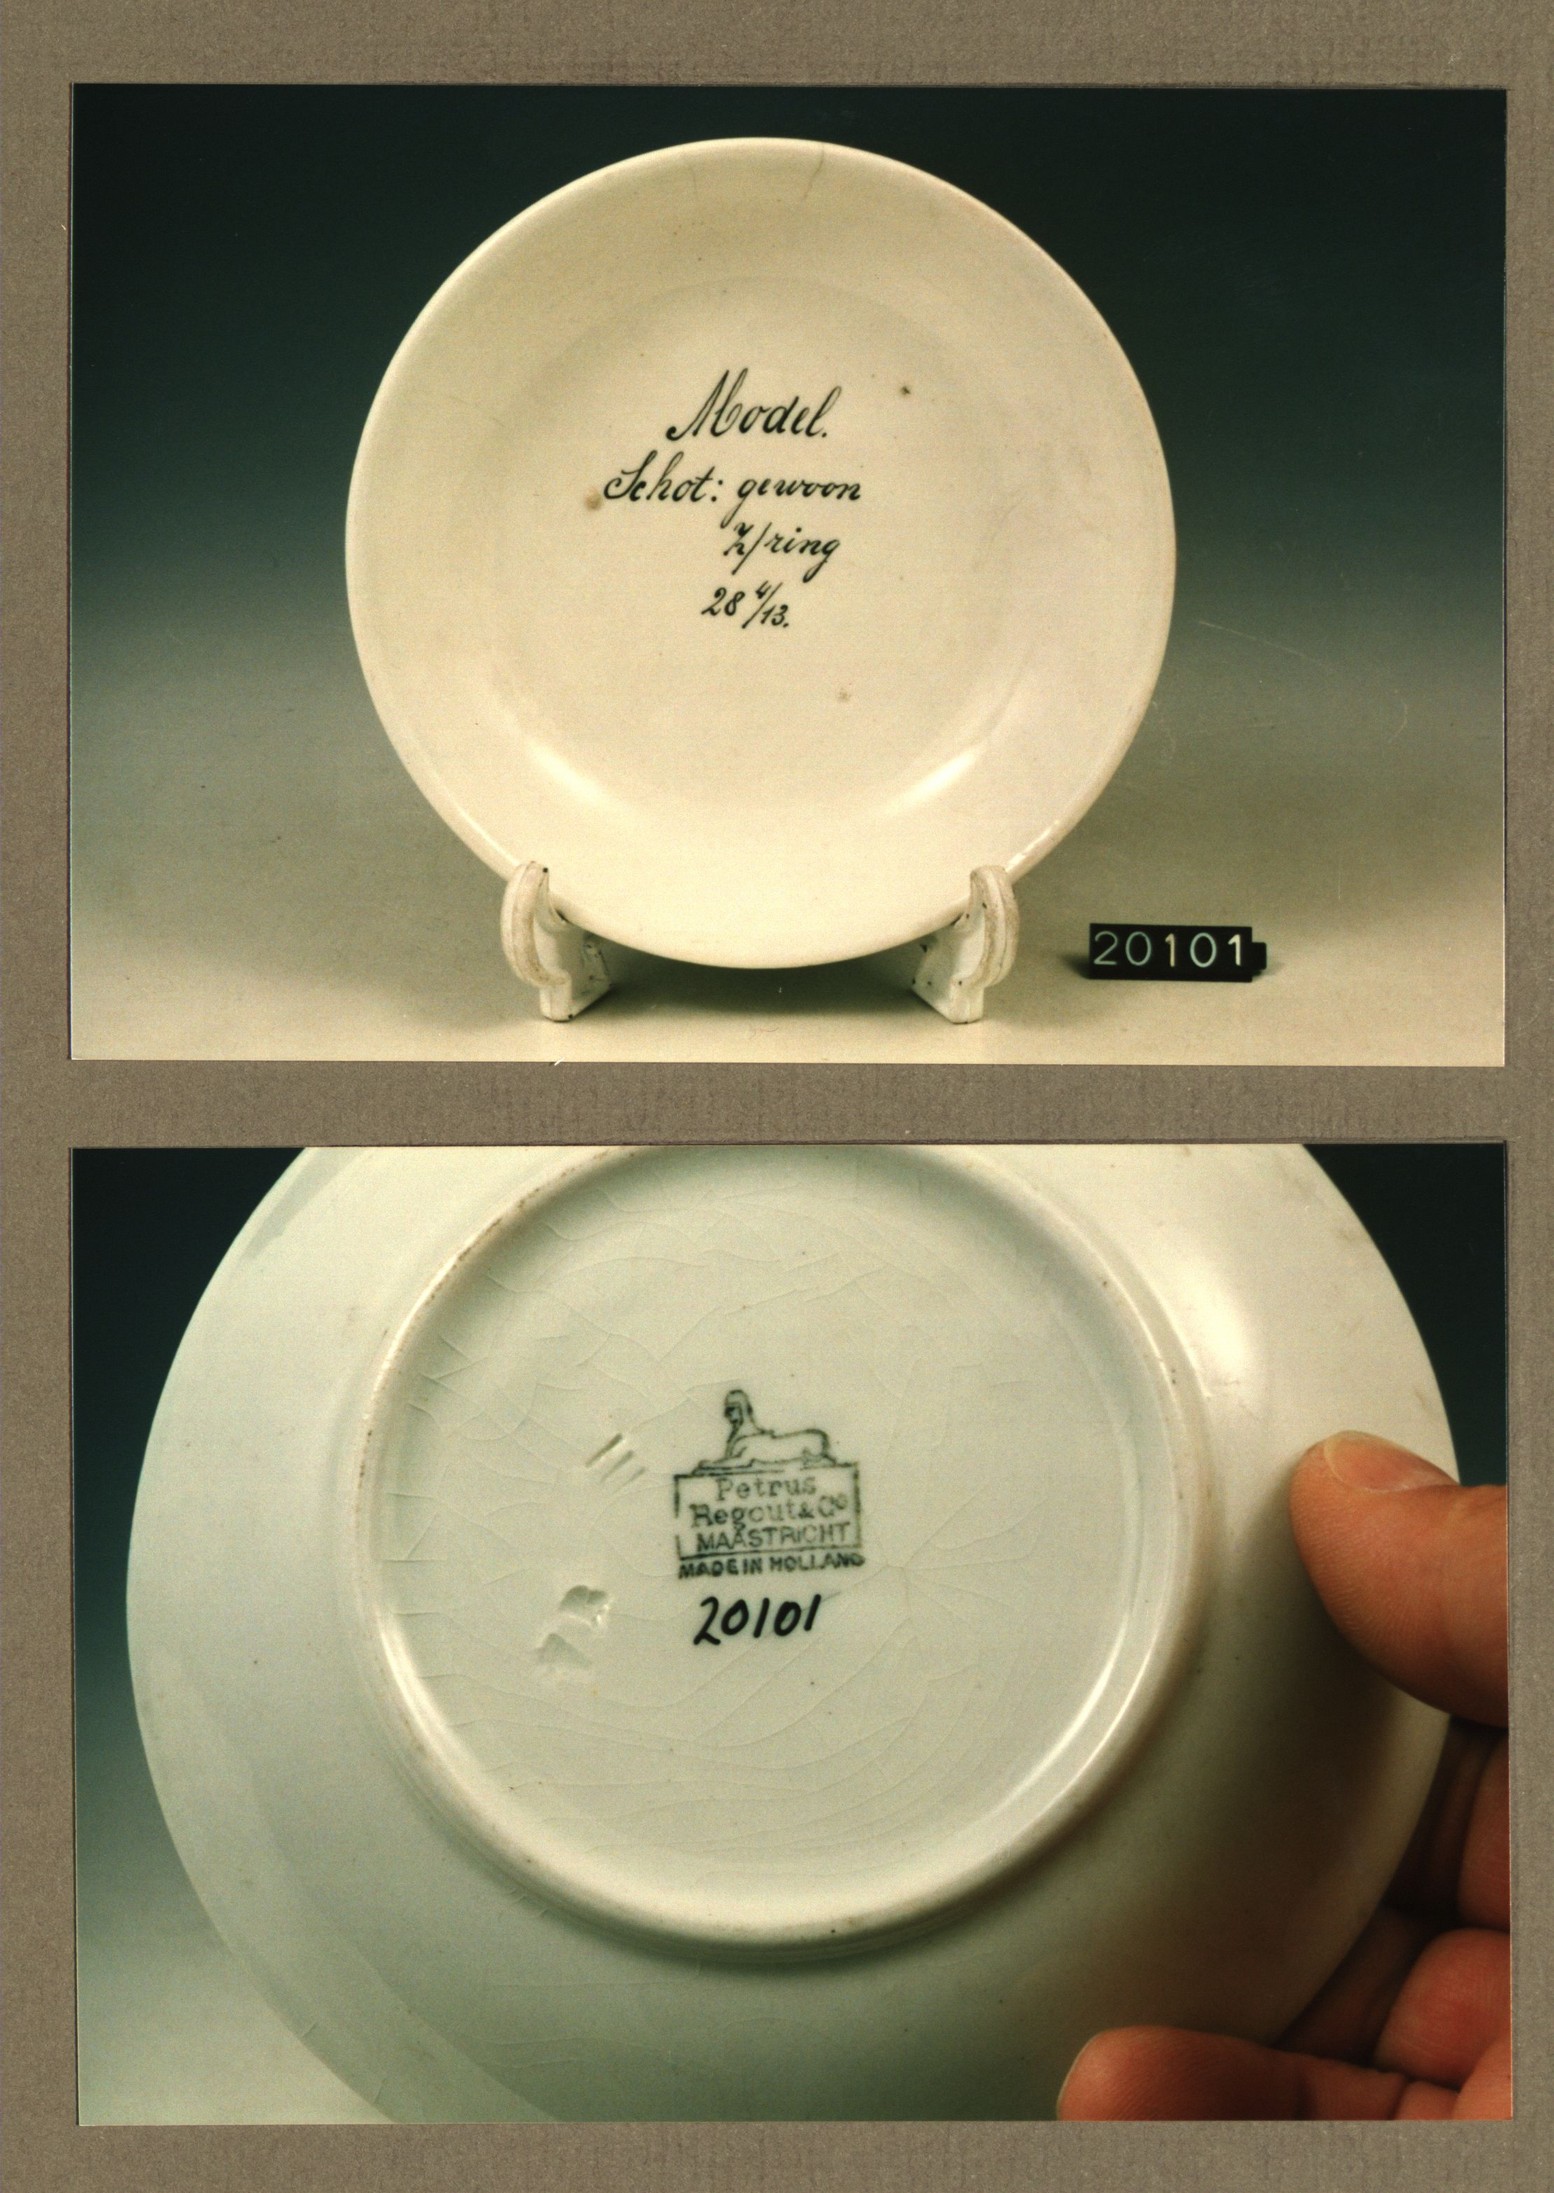 Model.
Schot: gewoon
z/ring
28 4/13.
20101
Petrus
Regout & Co
MAASTRICHT
MADE IN HOLLAND
20101